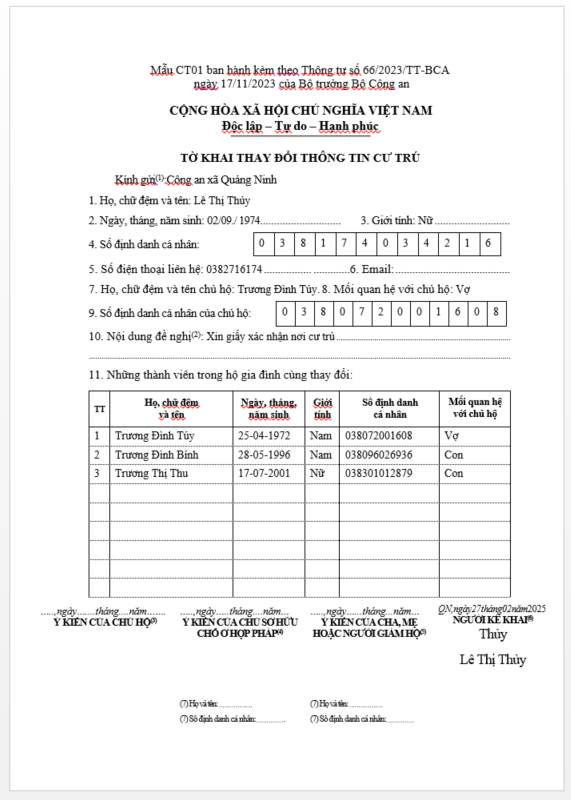 Mẫu CT01 ban hành kèm theo Thông tư số 66/2023/TT-BCA
ngày 17/11/2023 của Bộ trưởng Bộ Công an
CỘNG HÒA XÃ HỘI CHỦ NGHĨA VIỆT NAM
Độc lập – Tự do – Hạnh phúc
TỜ KHAI THAY ĐỔI THÔNG TIN CƯ TRÚ
Kính gửi(1):Công an xã Quảng Ninh
1. Họ, chữ đệm và tên: Lê Thị Thủy
2. Ngày, tháng, năm sinh: 02/09./ 1974........................... 3. Giới tính: Nữ ..........................
4. Số định danh cá nhân: 0 3 8 1 7 4 0 3 4 2 1 6
5. Số điện thoại liên hệ: 0382716174 ................ ............6. Email: ......................................
7. Họ, chữ đệm và tên chủ hộ: Trương Đình Túy. 8. Mối quan hệ với chủ hộ: Vợ
9. Số định danh cá nhân của chủ hộ: 0 3 8 0 7 2 0 0 1 6 0 8
10. Nội dung đề nghị(2): Xin giấy xác nhận nơi cư trú ..........................................................
..................................................................................................................................
11. Những thành viên trong hộ gia đình cùng thay đổi:
TT Họ, chữ đệm và tên Ngày, tháng, năm sinh Giới tính Số định danh cá nhân Mối quan hệ với chủ hộ
1 Trương Đình Túy 25-04-1972 Nam 038072001608 Vợ
2 Trương Đình Bính 28-05-1996 Nam 038096026936 Con
3 Trương Thị Thu 17-07-2001 Nữ 038301012879 Con
.....,ngày......tháng....năm....... .....,ngày.....tháng....năm... .....,ngày......tháng...năm... QN,ngày27tháng02năm2025
Ý KIẾN CỦA CHỦ HỘ(3) Ý KIẾN CỦA CHỦ SỞ HỮU CHỖ Ở HỢP PHÁP(4) Ý KIẾN CỦA CHA, MẸ HOẶC NGƯỜI GIÁM HỘ(5) NGƯỜI KÊ KHAI(6)
Thủy
Lê Thị Thủy
(7) Họ và tên:................. (7) Họ và tên:.................
(7) Số định danh cá nhân:.............. (7) Số định danh cá nhân:.............